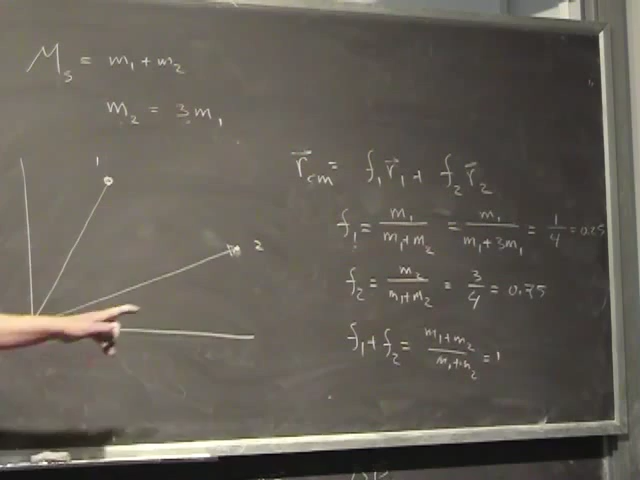 M_s = m_1 + m_2
m_2 = 3m_1
1
2
r⃗_cm = f_1 r⃗_1 + f_2 r⃗_2
f_1 = m_1/(m_1+m_2) = m_1/(m_1+3m_1) = 1/4 = 0.25
f_2 = m_2/(m_1+m_2) = 3/4 = 0.75
f_1 + f_2 = (m_1+m_2)/(m_1+m_2) = 1